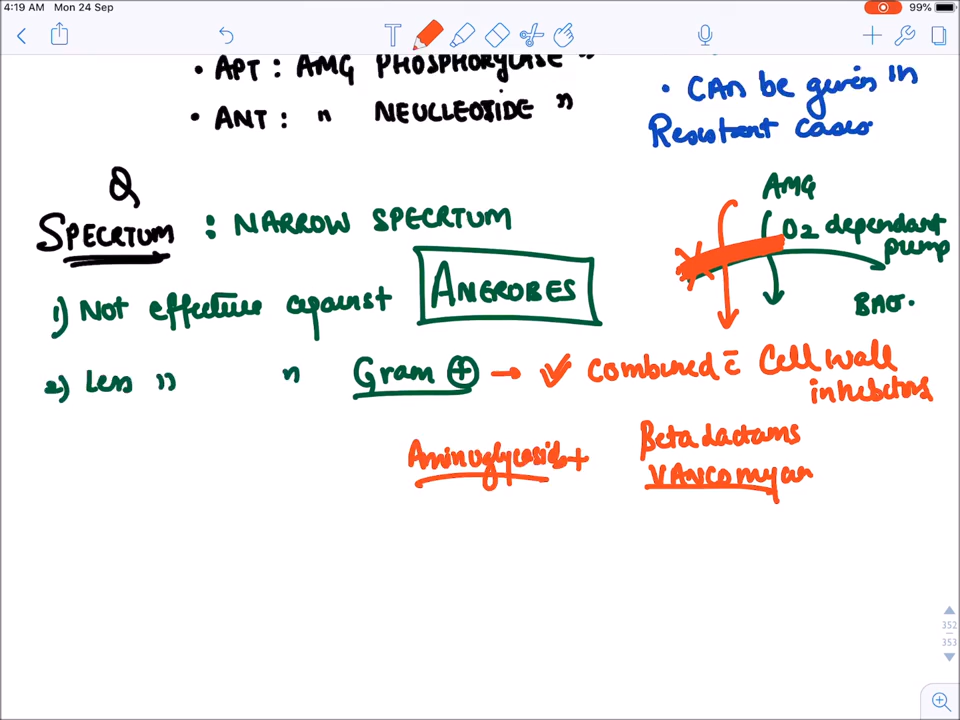 4:19 AM Mon 24 Sep 99%
T
• APT : AMG PHOSPHORYLASE "
• ANT : " NEUCLEOTIDE "
• CAN be given in
Resistant cases
&
SPECRTUM : NARROW SPECRTUM
AMG
O2 dependant
pump
BACT.
1) Not effective against ANEROBES
2) Less " " Gram + → ✓ Combined c̄ Cell wall
inhibitors
Aminoglycosides + Beta lactams
VANcomycin
352
353